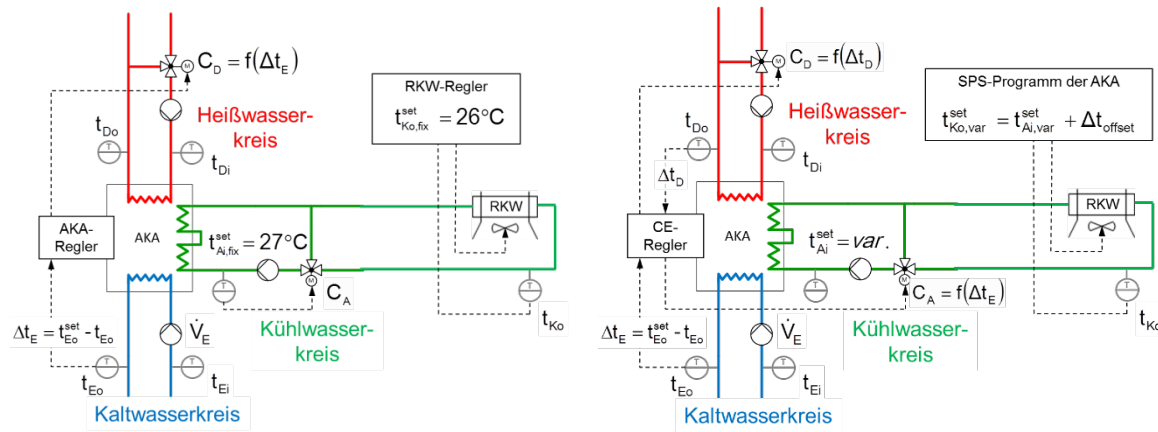 C_D = f(Δt_E)
RKW-Regler
t_Ko,fix^set = 26°C
Heißwasser-
kreis
t_Do
T
T
t_Di
RKW
AKA-
Regler
AKA
t_Ai,fix^set = 27°C
M
M
T
C_A
T
t_Ko
Δt_E = t_Eo^set - t_Eo
V̇_E
Kühlwasser-
kreis
T
T
t_Eo
t_Ei
Kaltwasserkreis
C_D = f(Δt_D)
SPS-Programm der AKA
t_Ko,var^set = t_Ai,var^set + Δt_offset
Heißwasser-
kreis
t_Do
T
T
t_Di
Δt_D
RKW
CE-
Regler
AKA
t_Ai^set = var.
M
M
T
C_A = f(Δt_E)
T
t_Ko
Δt_E = t_Eo^set - t_Eo
V̇_E
Kühlwasser-
kreis
T
T
t_Eo
t_Ei
Kaltwasserkreis